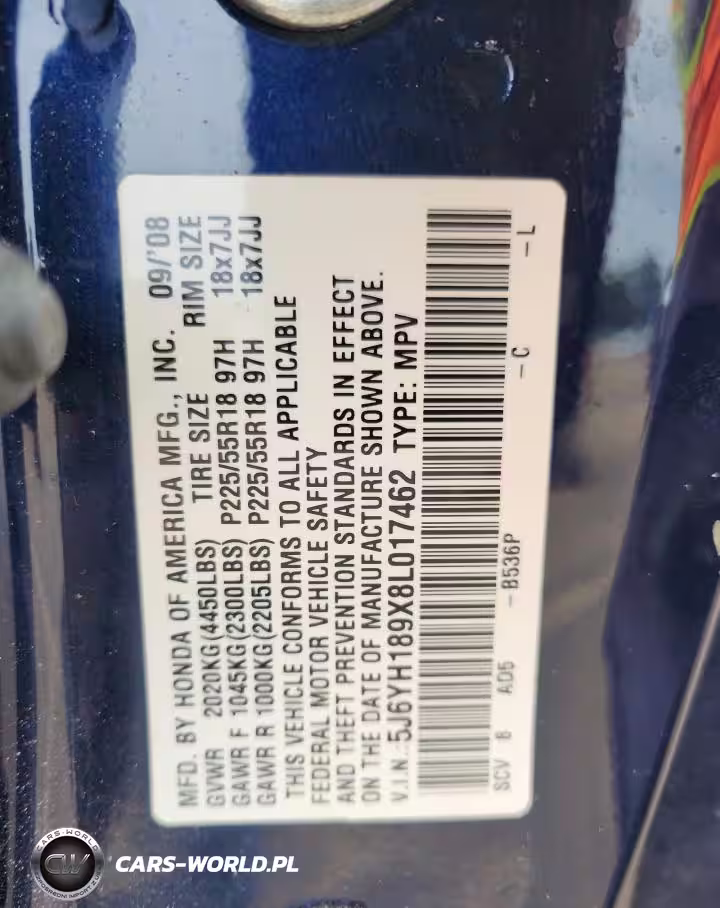 MFD. BY HONDA OF AMERICA MFG., INC. 09/'08
GVWR 2020KG(4450LBS) TIRE SIZE RIM SIZE
GAWR F 1045KG(2300LBS) P225/55R18 97H 18x7JJ
GAWR R 1000KG(2205LBS) P225/55R18 97H 18x7JJ
THIS VEHICLE CONFORMS TO ALL APPLICABLE
FEDERAL MOTOR VEHICLE SAFETY
AND THEFT PREVENTION STANDARDS IN EFFECT
ON THE DATE OF MANUFACTURE SHOWN ABOVE.
V.I.N.: 5J6YH189X8L017462 TYPE: MPV
SCV 8 AD5 -B536P -C -L
CARS-WORLD
CW
CARS-WORLD.PL